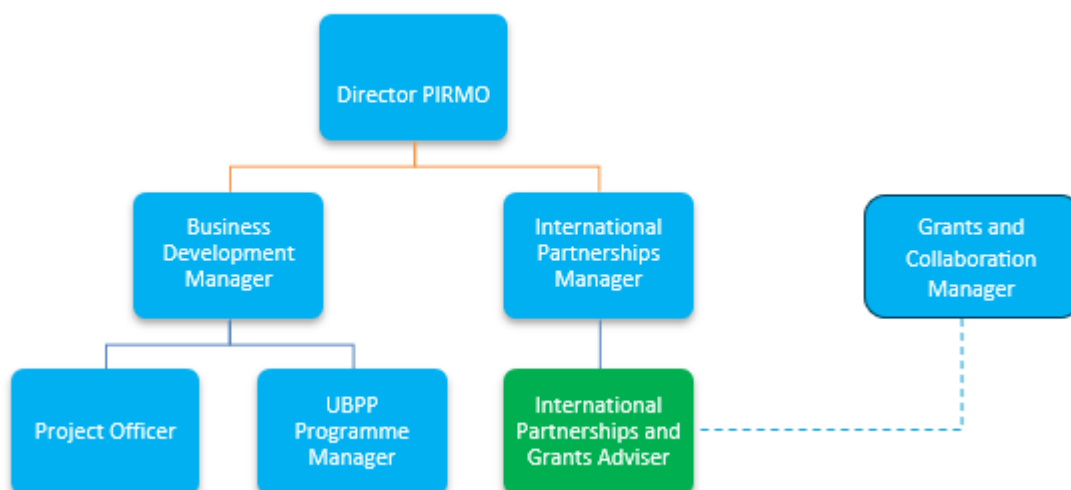 Director PIRMO
Business
Development
Manager
International
Partnerships
Manager
Grants and
Collaboration
Manager
Project Officer
UBPP
Programme
Manager
International
Partnerships and
Grants Adviser